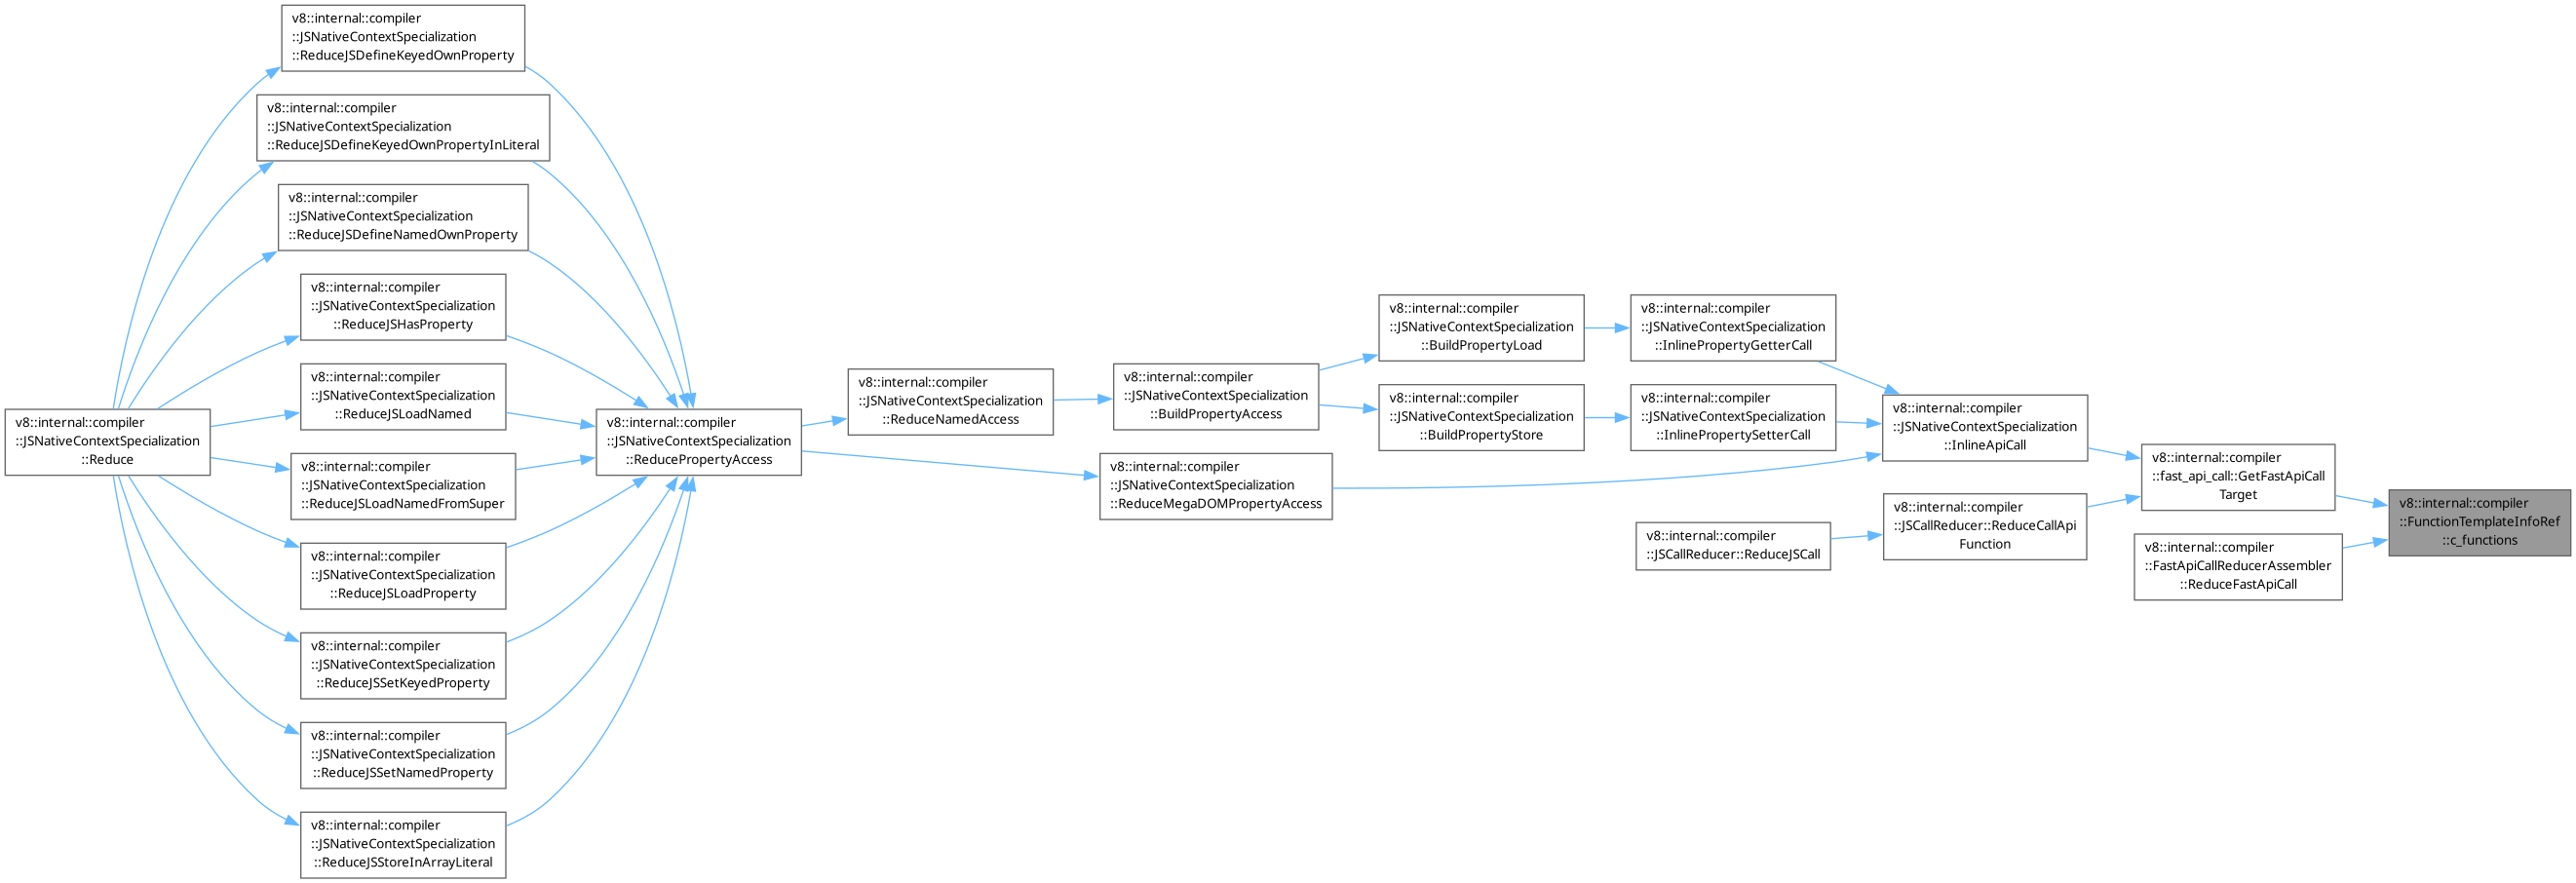 v8::internal::compiler
::JSNativeContextSpecialization
::ReduceJSDefineKeyedOwnProperty
v8::internal::compiler
::JSNativeContextSpecialization
::ReduceJSDefineKeyedOwnPropertyInLiteral
v8::internal::compiler
::JSNativeContextSpecialization
::ReduceJSDefineNamedOwnProperty
v8::internal::compiler
::JSNativeContextSpecialization
::ReduceJSHasProperty
v8::internal::compiler
::JSNativeContextSpecialization
::ReduceJSLoadNamed
v8::internal::compiler
::JSNativeContextSpecialization
::Reduce
v8::internal::compiler
::JSNativeContextSpecialization
::ReduceJSLoadNamedFromSuper
v8::internal::compiler
::JSNativeContextSpecialization
::ReduceJSLoadProperty
v8::internal::compiler
::JSNativeContextSpecialization
::ReduceJSSetKeyedProperty
v8::internal::compiler
::JSNativeContextSpecialization
::ReduceJSSetNamedProperty
v8::internal::compiler
::JSNativeContextSpecialization
::ReduceJSStoreInArrayLiteral
v8::internal::compiler
::JSNativeContextSpecialization
::ReducePropertyAccess
v8::internal::compiler
::JSNativeContextSpecialization
::ReduceNamedAccess
v8::internal::compiler
::JSNativeContextSpecialization
::BuildPropertyAccess
v8::internal::compiler
::JSNativeContextSpecialization
::ReduceMegaDOMPropertyAccess
v8::internal::compiler
::JSNativeContextSpecialization
::BuildPropertyLoad
v8::internal::compiler
::JSNativeContextSpecialization
::BuildPropertyStore
v8::internal::compiler
::JSNativeContextSpecialization
::InlinePropertyGetterCall
v8::internal::compiler
::JSNativeContextSpecialization
::InlinePropertySetterCall
v8::internal::compiler
::JSCallReducer::ReduceJSCall
v8::internal::compiler
::JSNativeContextSpecialization
::InlineApiCall
v8::internal::compiler
::JSCallReducer::ReduceCallApi
Function
v8::internal::compiler
::fast_api_call::GetFastApiCall
Target
v8::internal::compiler
::FastApiCallReducerAssembler
::ReduceFastApiCall
v8::internal::compiler
::FunctionTemplateInfoRef
::c_functions